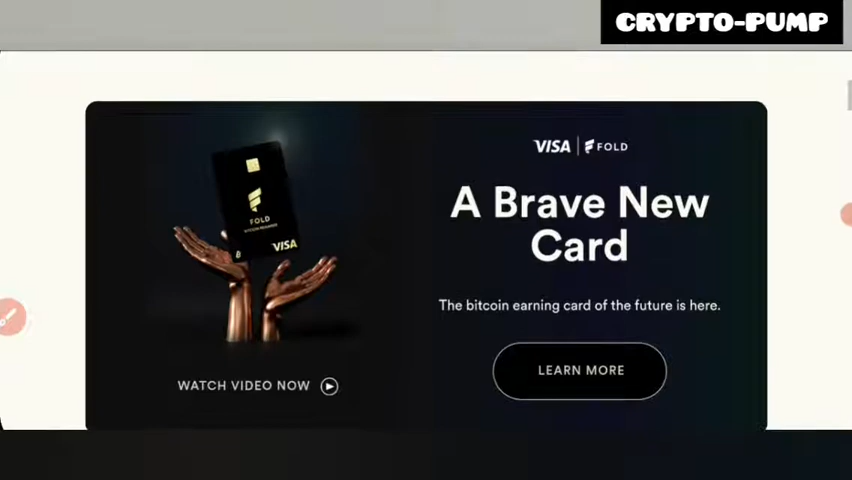 CRYPTO-PUMP
VISA | FOLD
A Brave New
Card
The bitcoin earning card of the future is here.
LEARN MORE
FOLD
VISA
WATCH VIDEO NOW